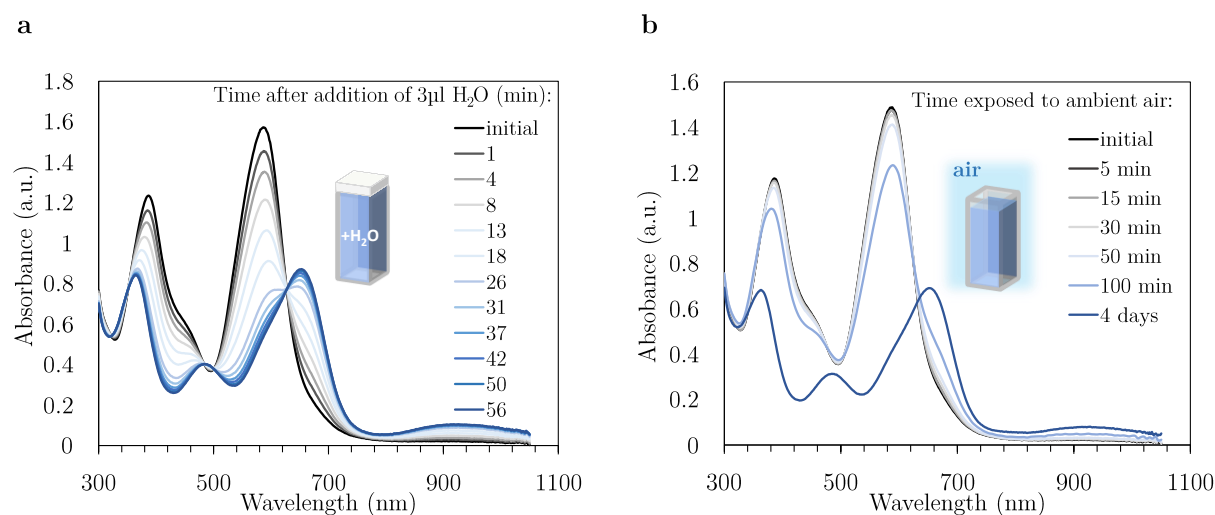 a
Time after addition of 3µl H₂O (min):
initial
1
4
8
13
18
26
31
37
42
50
56
+H₂O
Absorbance (a.u.)
1.8
1.6
1.4
1.2
1
0.8
0.6
0.4
0.2
0
300
500
700
900
1100
Wavelength (nm)
b
Time exposed to ambient air:
initial
5 min
15 min
30 min
50 min
100 min
4 days
air
Absobance (a.u.)
1.6
1.4
1.2
1
0.8
0.6
0.4
0.2
0
300
500
700
900
1100
Wavelength (nm)